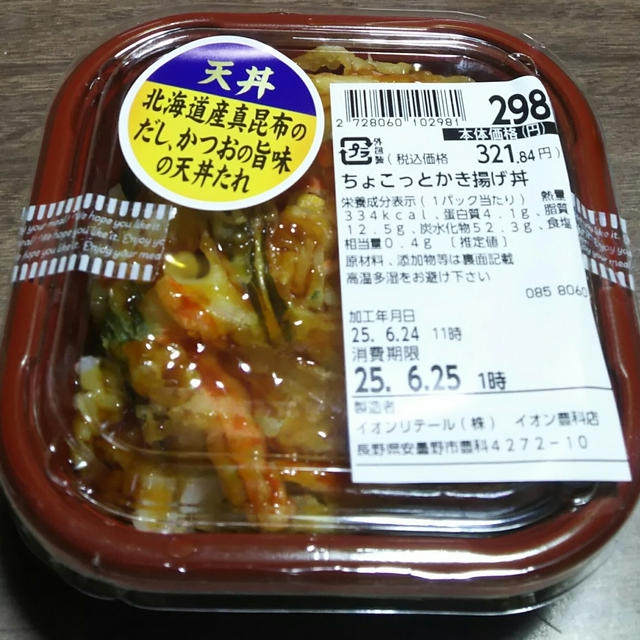 天丼
北海道産真昆布の
だし、かつおの旨味
の天丼たれ
2 728060 102981
298
本体価格(円)
プラ 外包装 (税込価格 321.84円)
ちょこっとかき揚げ丼
栄養成分表示(1パック当たり) 熱量
334kcal、蛋白質4.1g、脂質
12.5g、炭水化物52.3g、食塩
相当量0.4g [推定値]
原材料、添加物等は裏面記載
高温多湿をお避け下さい
085 8060
加工年月日
25. 6.24 11時
消費期限
25. 6.25 1時
製造者
イオンリテール(株) イオン豊科店
長野県安曇野市豊科4272-10